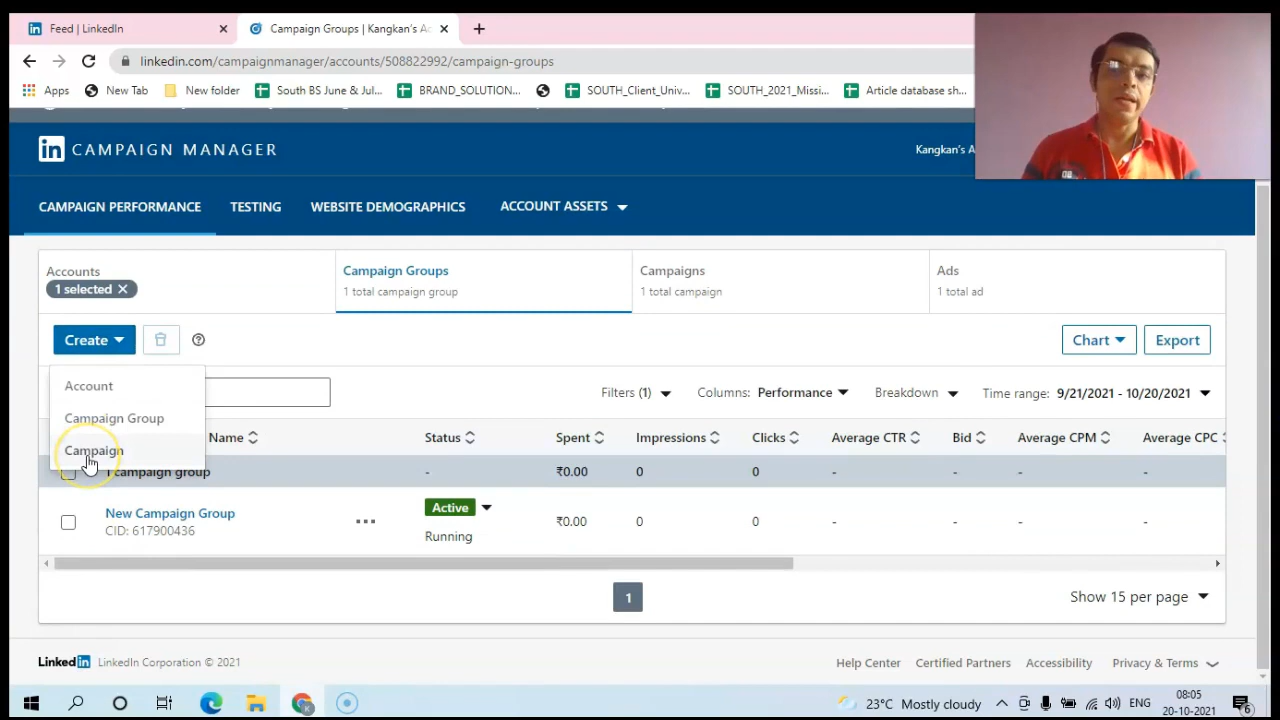 Feed | LinkedIn
Campaign Groups | Kangkan's Ac
linkedin.com/campaignmanager/accounts/508822992/campaign-groups
Apps New Tab New folder South BS June & Jul... BRAND_SOLUTION... SOUTH_Client_Univ... SOUTH_2021_Missi... Article database sh...
in CAMPAIGN MANAGER
Kangkan's A
CAMPAIGN PERFORMANCE TESTING WEBSITE DEMOGRAPHICS ACCOUNT ASSETS
Accounts Campaign Groups Campaigns Ads
1 selected 1 total campaign group 1 total campaign 1 total ad
Create Chart Export
Account
Filters (1) Columns: Performance Breakdown Time range: 9/21/2021 - 10/20/2021
Campaign Group
Name Status Spent Impressions Clicks Average CTR Bid Average CPM Average CPC
Campaign
1 campaign group - ₹0.00 0 0 - - - -
New Campaign Group Active
CID: 617900436 ₹0.00 0 0 - - - -
Running
1 Show 15 per page
Linkedin LinkedIn Corporation © 2021 Help Center Certified Partners Accessibility Privacy & Terms
23°C Mostly cloudy ENG 08:05
20-10-2021 6